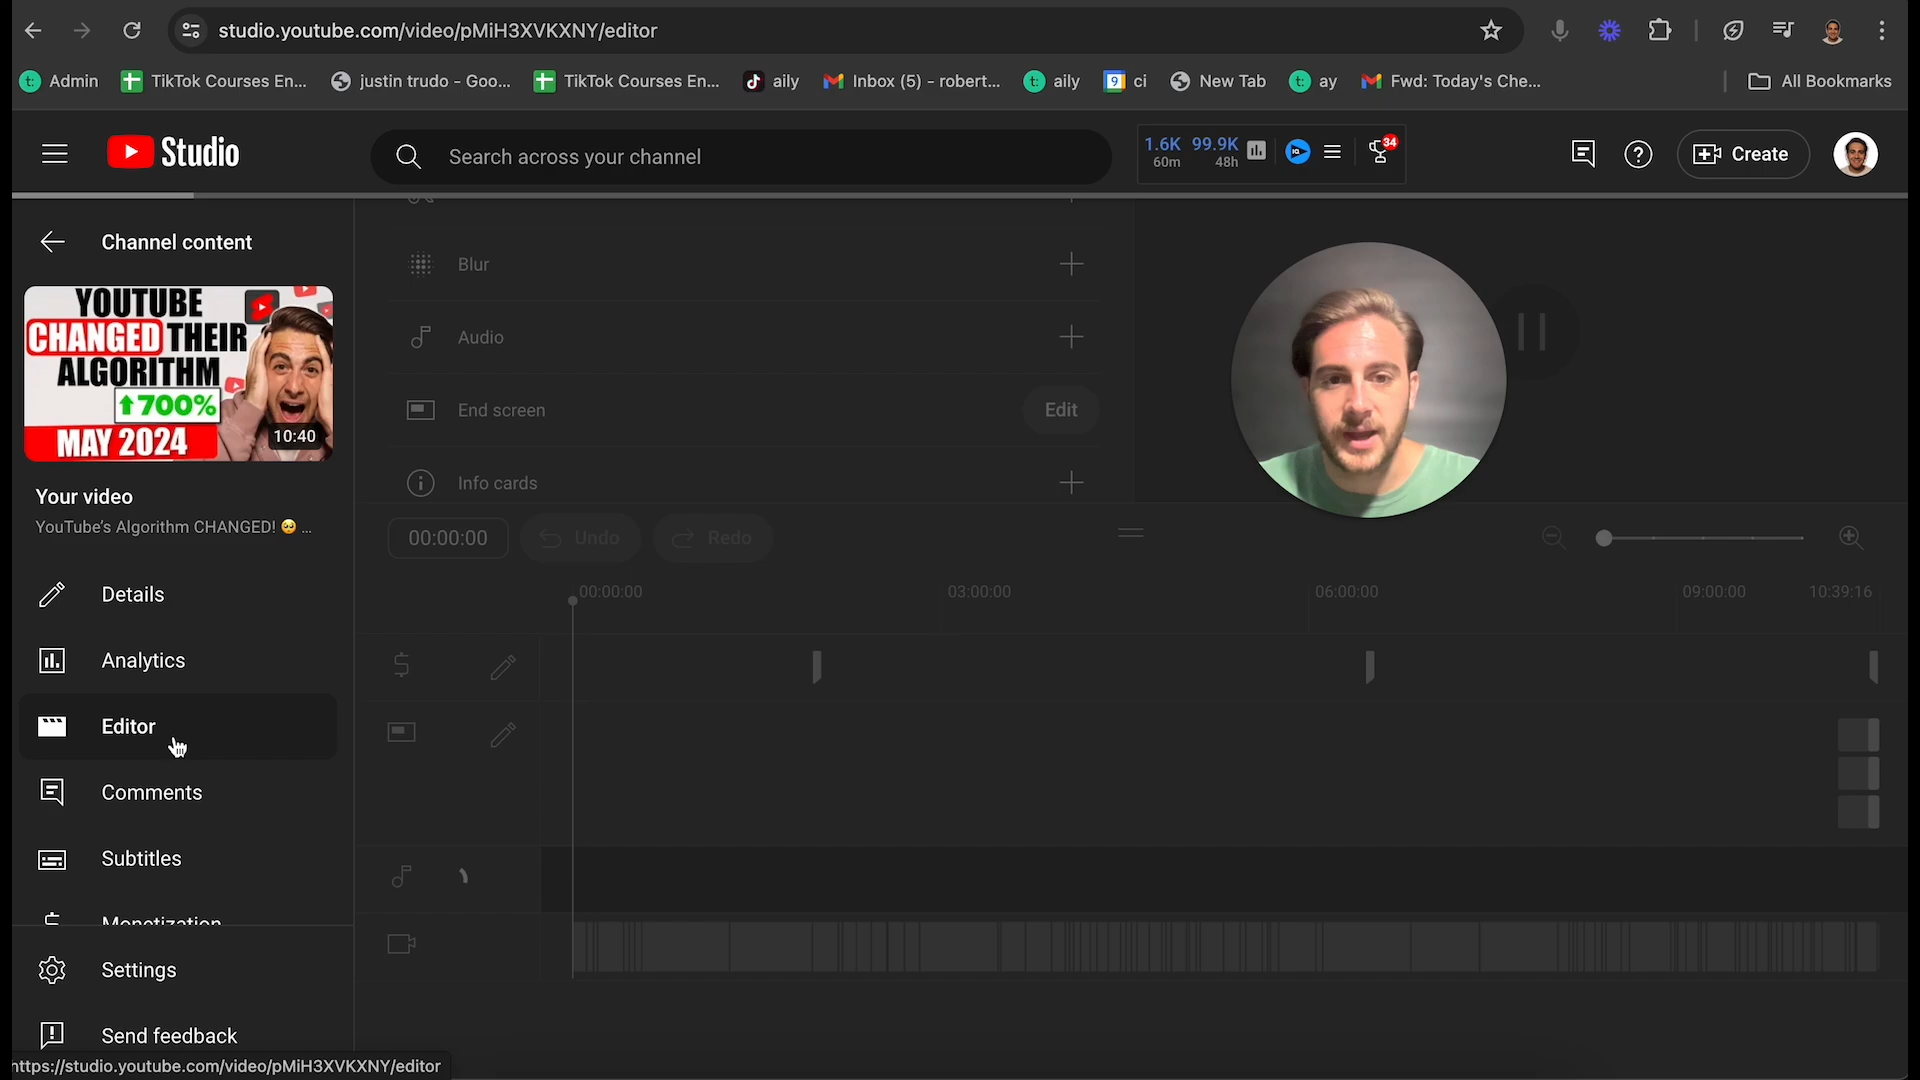 studio.youtube.com/video/pMiH3XVKXNY/editor
Admin
TikTok Courses En...
justin trudo - Goo...
TikTok Courses En...
aily
Inbox (5) - robert...
aily
9 ci
New Tab
ay
Fwd: Today's Che...
All Bookmarks
Studio
Search across your channel
1.6K 99.9K
60m 48h
34
Create
Channel content
YOUTUBE
CHANGED THEIR
ALGORITHM
700%
MAY 2024
10:40
Your video
YouTube's Algorithm CHANGED! 🥺 ...
Details
Analytics
Editor
Comments
Subtitles
Monetization
Settings
Send feedback
https://studio.youtube.com/video/pMiH3XVKXNY/editor
Blur
Audio
End screen
Edit
Info cards
00:00:00
Undo
Redo
00:00:00
03:00:00
06:00:00
09:00:00
10:39:16